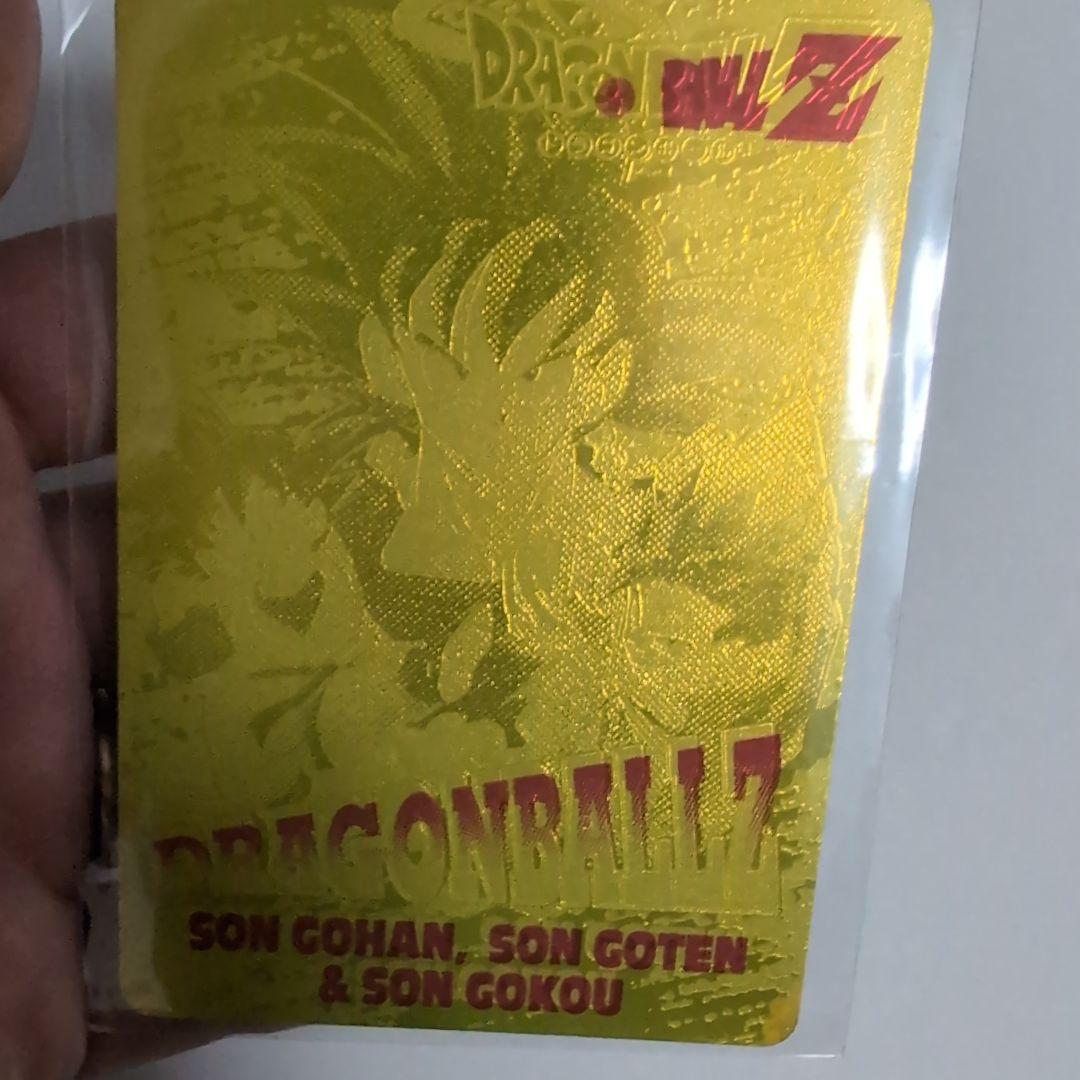 DRAGON BALL Z
DRAGONBALLZ
SON GOHAN, SON GOTEN
& SON GOKOU